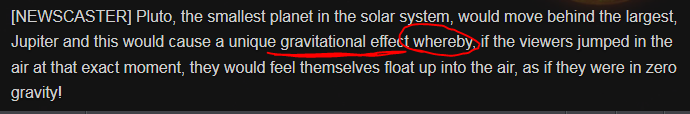 [NEWSCASTER] Pluto, the smallest planet in the solar system, would move behind the largest,
Jupiter and this would cause a unique gravitational effect whereby, if the viewers jumped in the
air at that exact moment, they would feel themselves float up into the air, as if they were in zero
gravity!